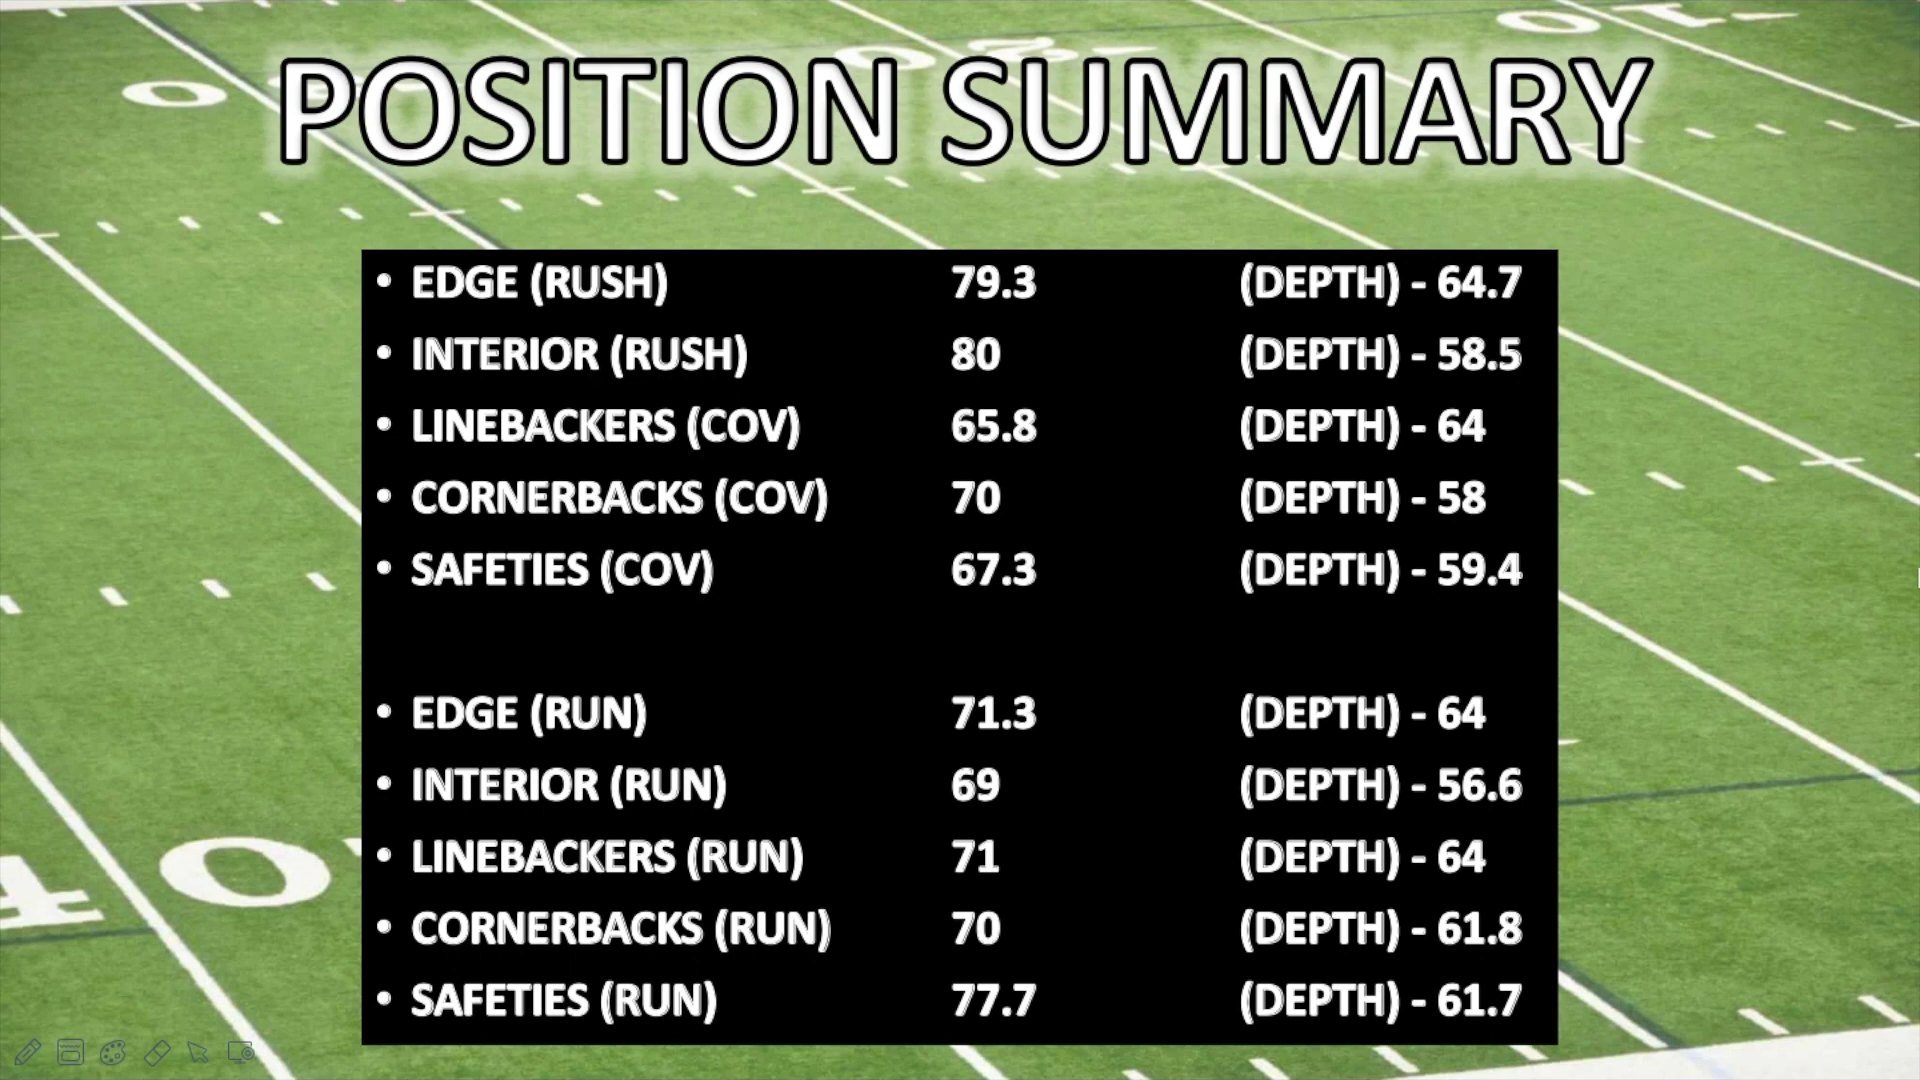 POSITION SUMMARY
• EDGE (RUSH) 79.3 (DEPTH) - 64.7
• INTERIOR (RUSH) 80 (DEPTH) - 58.5
• LINEBACKERS (COV) 65.8 (DEPTH) - 64
• CORNERBACKS (COV) 70 (DEPTH) - 58
• SAFETIES (COV) 67.3 (DEPTH) - 59.4
• EDGE (RUN) 71.3 (DEPTH) - 64
• INTERIOR (RUN) 69 (DEPTH) - 56.6
• LINEBACKERS (RUN) 71 (DEPTH) - 64
• CORNERBACKS (RUN) 70 (DEPTH) - 61.8
• SAFETIES (RUN) 77.7 (DEPTH) - 61.7